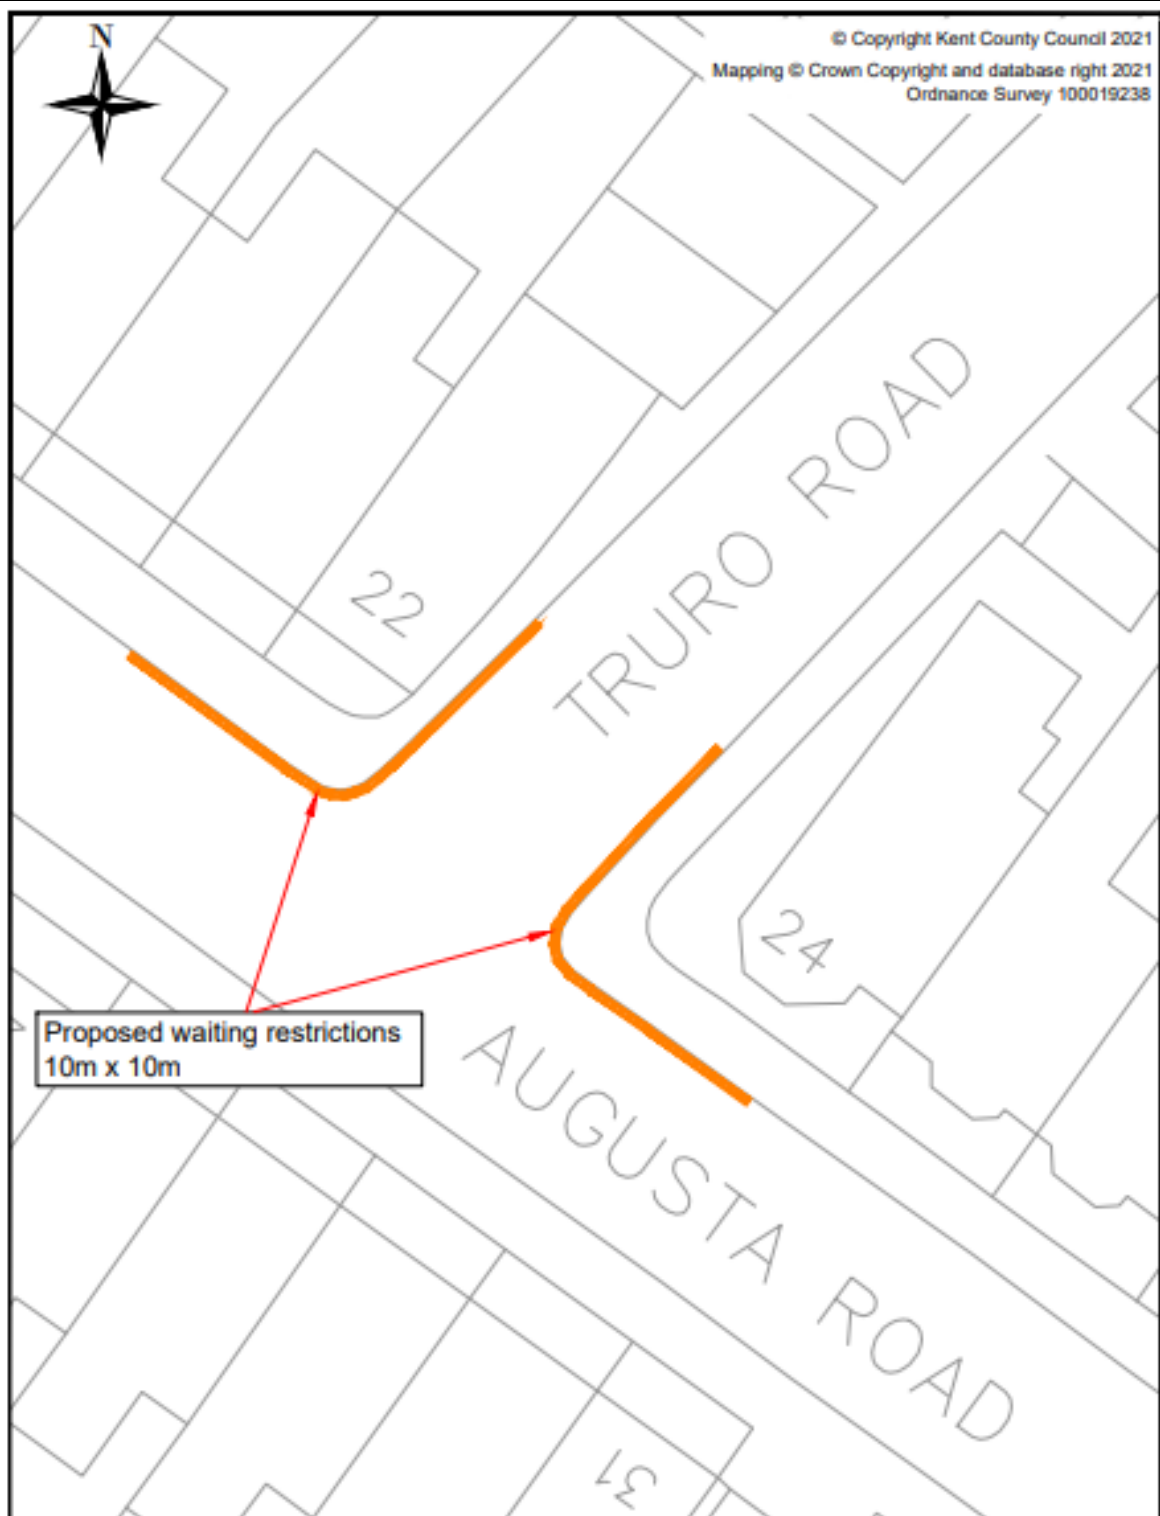 N
© Copyright Kent County Council 2021
Mapping © Crown Copyright and database right 2021
Ordnance Survey 100019238
TRURO ROAD
22
24
Proposed waiting restrictions
10m x 10m
AUGUSTA ROAD
31